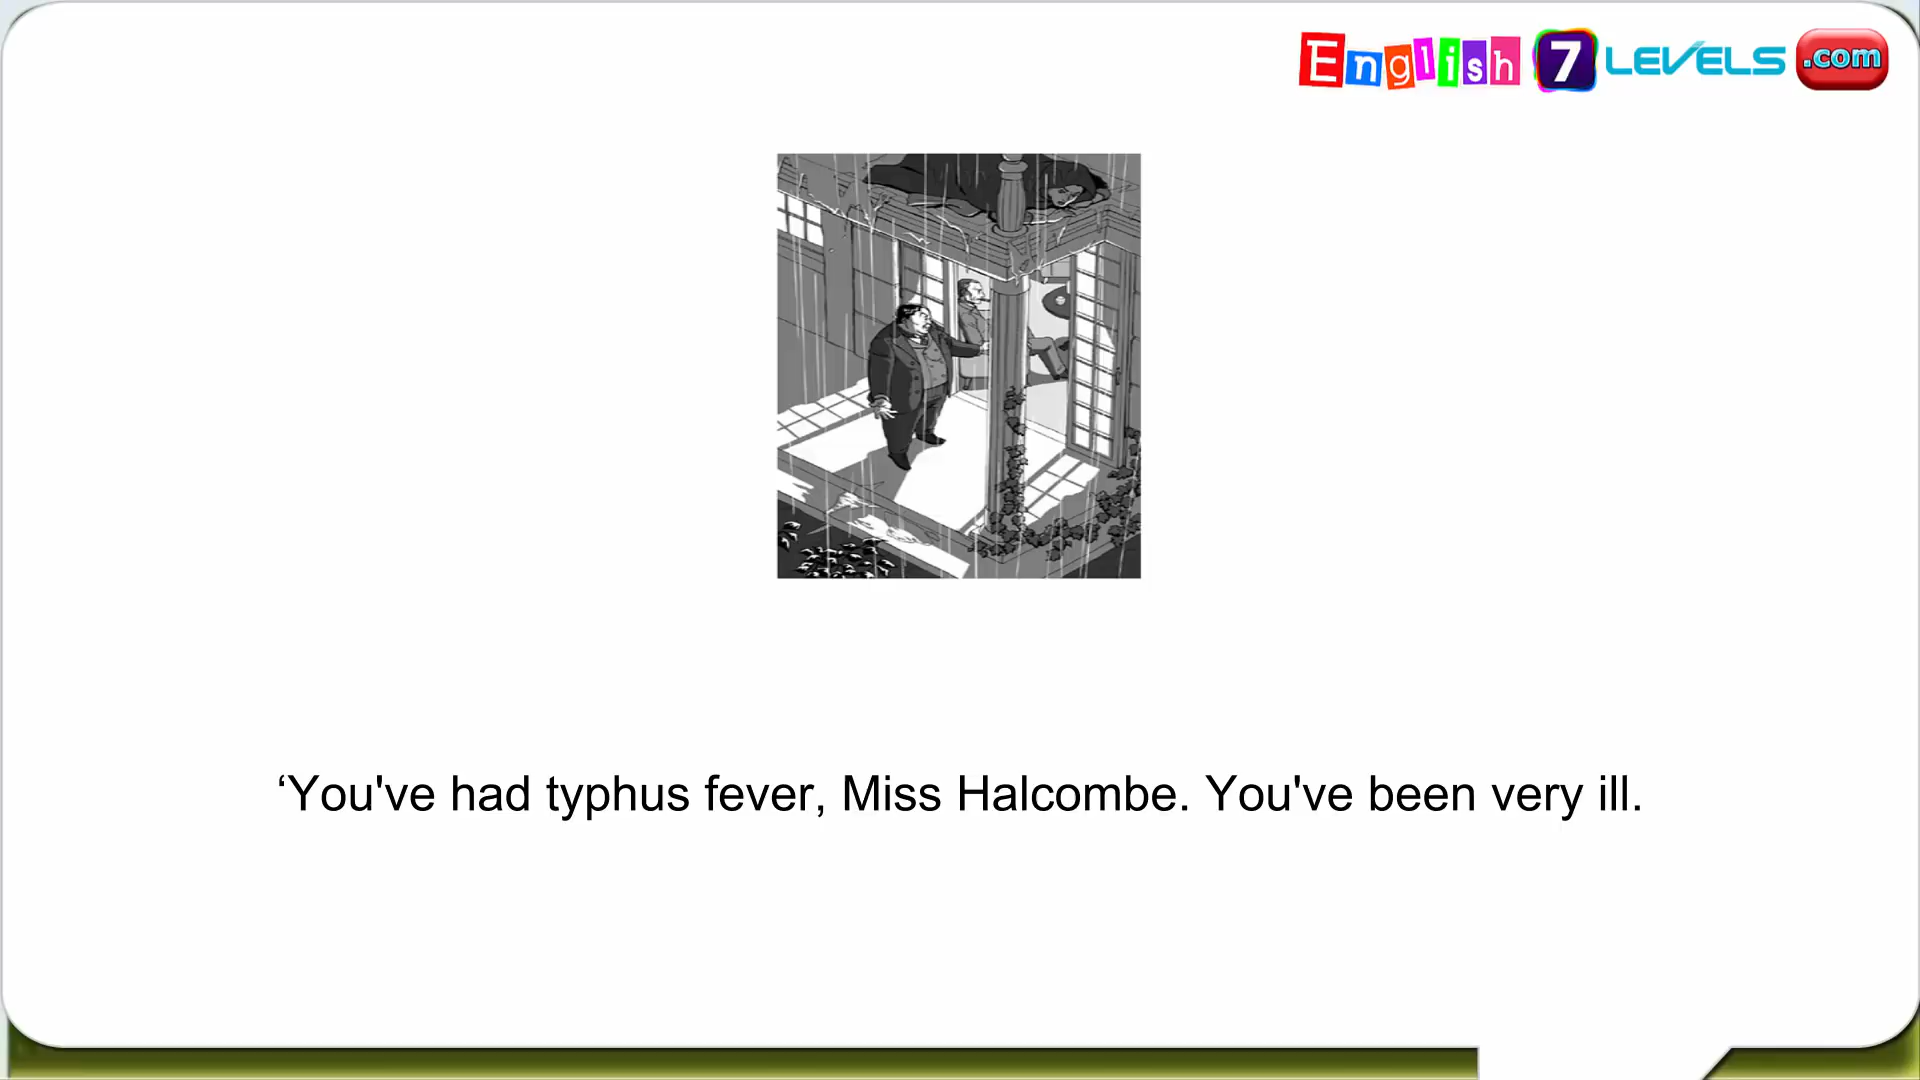 English 7 LEVELS .com
‘You've had typhus fever, Miss Halcombe. You've been very ill.